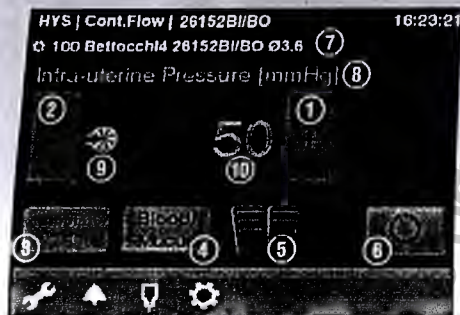 HYS | Cont.Flow | 26152BI/BO 16:23:21
100 Bettocchi4 26152BI/BO Ø3.6 ⑦
Intra-uterine Pressure [mmHg] ⑧
② ①
50
⑨ ⑩
Blood
③ ④ ⑤ ⑥